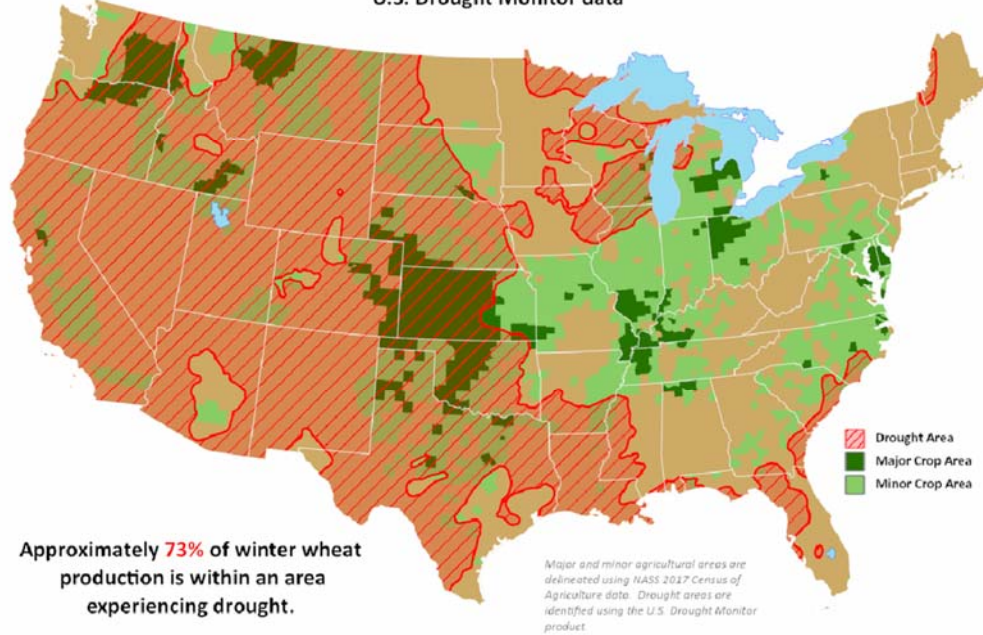 U.S. Drought Monitor data
Drought Area
Major Crop Area
Minor Crop Area
Approximately 73% of winter wheat
production is within an area
experiencing drought.
Major and minor agricultural areas are
delineated using NASS 2017 Census of
Agriculture data. Drought areas are
identified using the U.S. Drought Monitor
product.